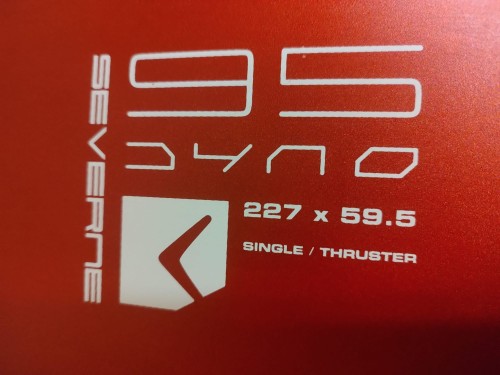 SEVERNE
95
DYNO
227 x 59.5
SINGLE / THRUSTER